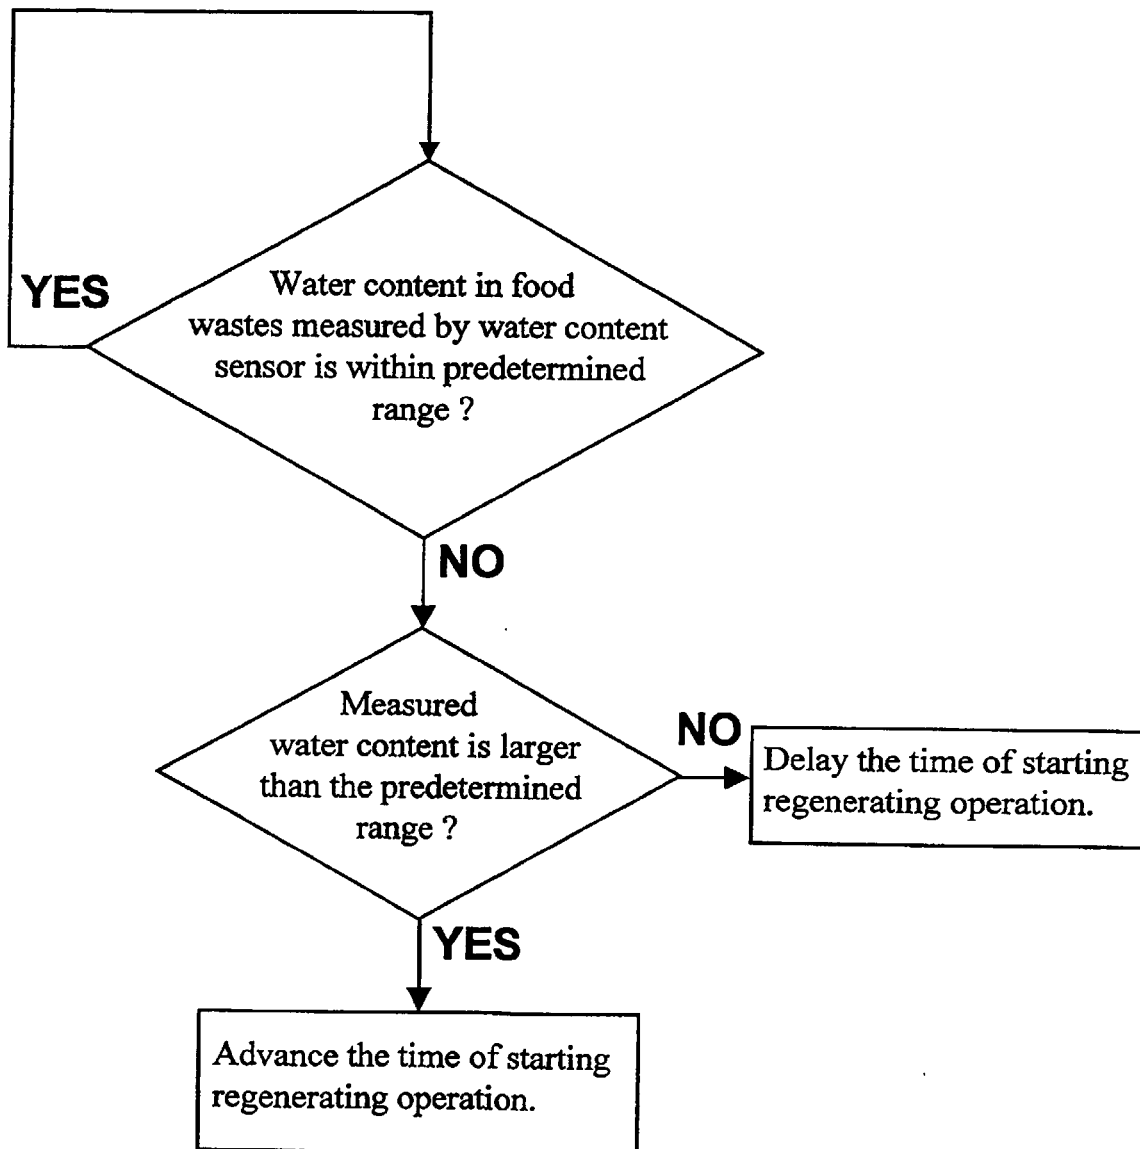 YES
Water content in food
wastes measured by water content
sensor is within predetermined
range ?
NO
Measured
water content is larger
than the predetermined
range ?
NO
Delay the time of starting
regenerating operation.
YES
Advance the time of starting
regenerating operation.